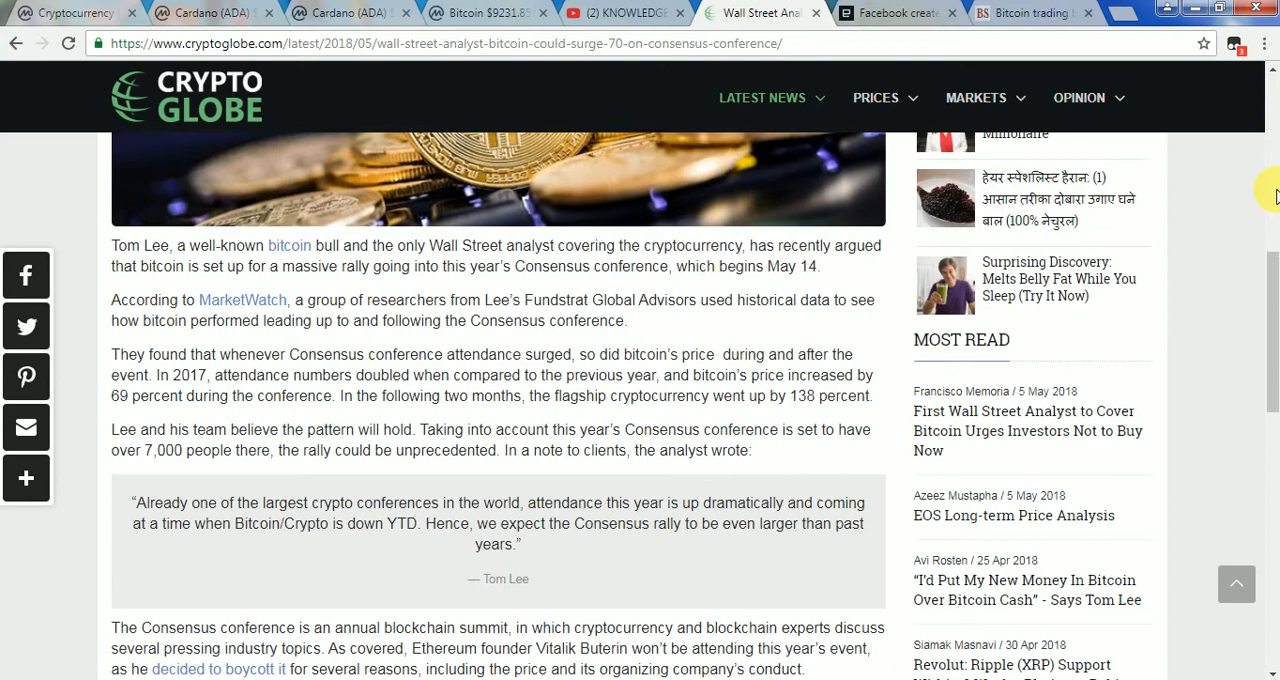 Cryptocurrency
Cardano (ADA)
Cardano (ADA)
Bitcoin $9231.85
(2) KNOWLEDGE
Wall Street Anal
Facebook create
BS
Bitcoin trading b
https://www.cryptoglobe.com/latest/2018/05/wall-street-analyst-bitcoin-could-surge-70-on-consensus-conference/
3
CRYPTO
GLOBE
LATEST NEWS
PRICES
MARKETS
OPINION
Millionaire
हेयर स्पेशलिस्ट हैरान: (1)
आसान तरीका दोबारा उगाए घने
बाल (100% नेचुरल)
Surprising Discovery:
Melts Belly Fat While You
Sleep (Try It Now)
Tom Lee, a well-known bitcoin bull and the only Wall Street analyst covering the cryptocurrency, has recently argued
that bitcoin is set up for a massive rally going into this year's Consensus conference, which begins May 14.
According to MarketWatch, a group of researchers from Lee's Fundstrat Global Advisors used historical data to see
how bitcoin performed leading up to and following the Consensus conference.
They found that whenever Consensus conference attendance surged, so did bitcoin's price during and after the
event. In 2017, attendance numbers doubled when compared to the previous year, and bitcoin's price increased by
69 percent during the conference. In the following two months, the flagship cryptocurrency went up by 138 percent.
Lee and his team believe the pattern will hold. Taking into account this year's Consensus conference is set to have
over 7,000 people there, the rally could be unprecedented. In a note to clients, the analyst wrote:
“Already one of the largest crypto conferences in the world, attendance this year is up dramatically and coming
at a time when Bitcoin/Crypto is down YTD. Hence, we expect the Consensus rally to be even larger than past
years.”
— Tom Lee
The Consensus conference is an annual blockchain summit, in which cryptocurrency and blockchain experts discuss
several pressing industry topics. As covered, Ethereum founder Vitalik Buterin won't be attending this year's event,
as he decided to boycott it for several reasons, including the price and its organizing company's conduct.
MOST READ
Francisco Memoria / 5 May 2018
First Wall Street Analyst to Cover
Bitcoin Urges Investors Not to Buy
Now
Azeez Mustapha / 5 May 2018
EOS Long-term Price Analysis
Avi Rosten / 25 Apr 2018
“I'd Put My New Money In Bitcoin
Over Bitcoin Cash” - Says Tom Lee
Siamak Masnavi / 30 Apr 2018
Revolut: Ripple (XRP) Support